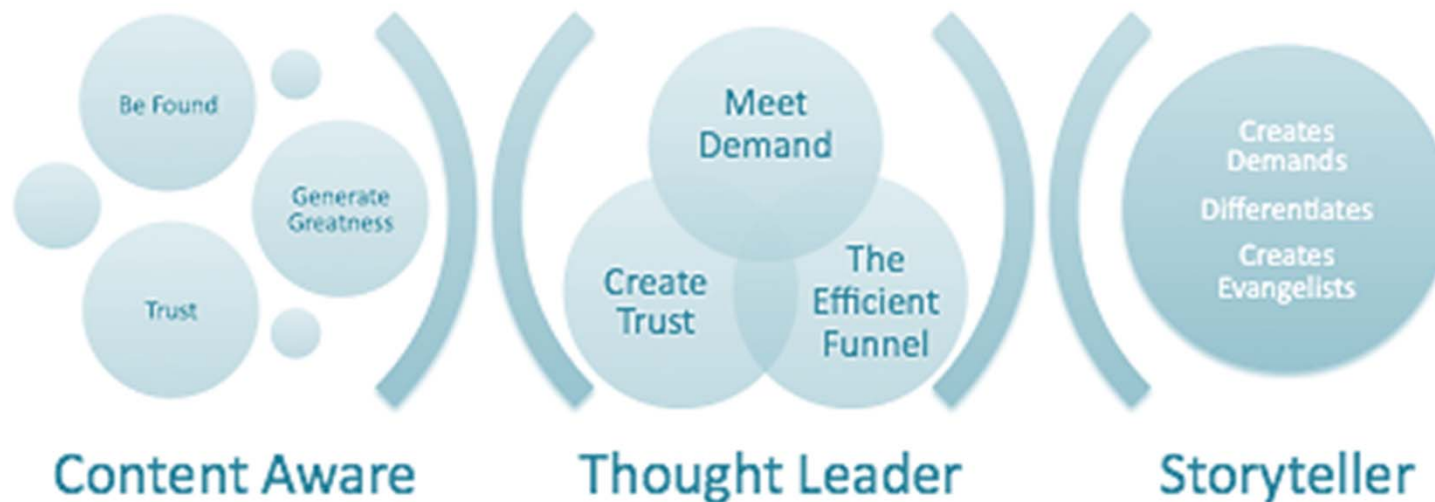 Be Found
Generate
Greatness
Trust
Content Aware
Meet
Demand
Create
Trust
The
Efficient
Funnel
Thought Leader
Creates
Demands
Differentiates
Creates
Evangelists
Storyteller